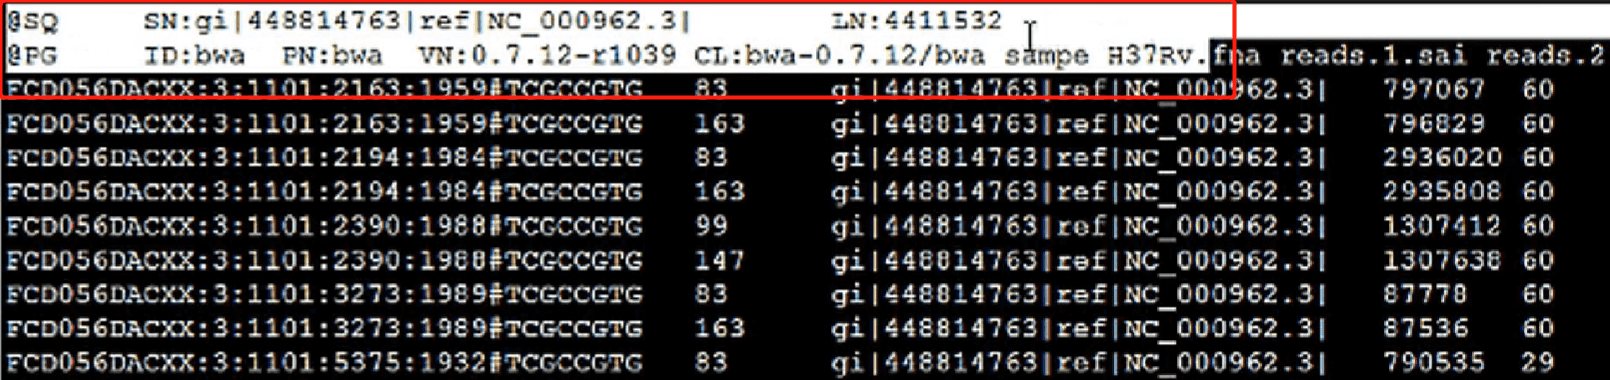 @SQ SN:gi|448814763|ref|NC_000962.3| LN:4411532
@PG ID:bwa PN:bwa VN:0.7.12-r1039 CL:bwa-0.7.12/bwa sampe H37Rv.fna reads.1.sai reads.2
FCD056DACXX:3:1101:2163:1959#TCGCCGTG 83 gi|448814763|ref|NC_000962.3| 797067 60
FCD056DACXX:3:1101:2163:1959#TCGCCGTG 163 gi|448814763|ref|NC_000962.3| 796829 60
FCD056DACXX:3:1101:2194:1984#TCGCCGTG 83 gi|448814763|ref|NC_000962.3| 2936020 60
FCD056DACXX:3:1101:2194:1984#TCGCCGTG 163 gi|448814763|ref|NC_000962.3| 2935808 60
FCD056DACXX:3:1101:2390:1988#TCGCCGTG 99 gi|448814763|ref|NC_000962.3| 1307412 60
FCD056DACXX:3:1101:2390:1988#TCGCCGTG 147 gi|448814763|ref|NC_000962.3| 1307638 60
FCD056DACXX:3:1101:3273:1989#TCGCCGTG 83 gi|448814763|ref|NC_000962.3| 87778 60
FCD056DACXX:3:1101:3273:1989#TCGCCGTG 163 gi|448814763|ref|NC_000962.3| 87536 60
FCD056DACXX:3:1101:5375:1932#TCGCCGTG 83 gi|448814763|ref|NC_000962.3| 790535 29